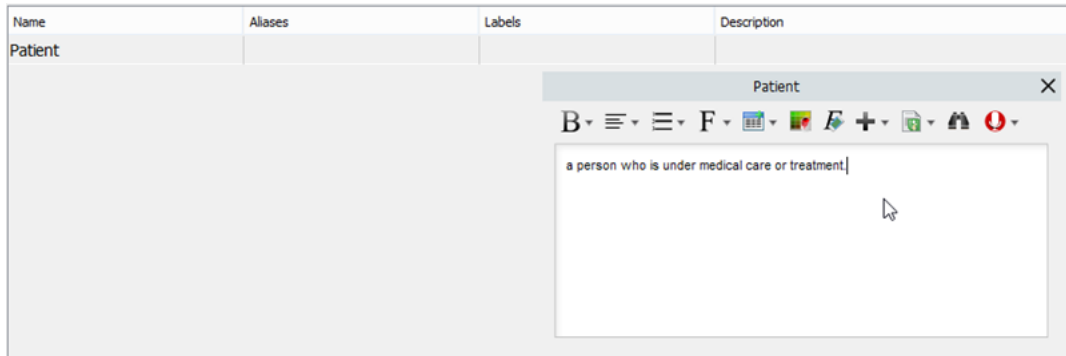 Name Aliases Labels Description
Patient
Patient
B F F
a person who is under medical care or treatment.